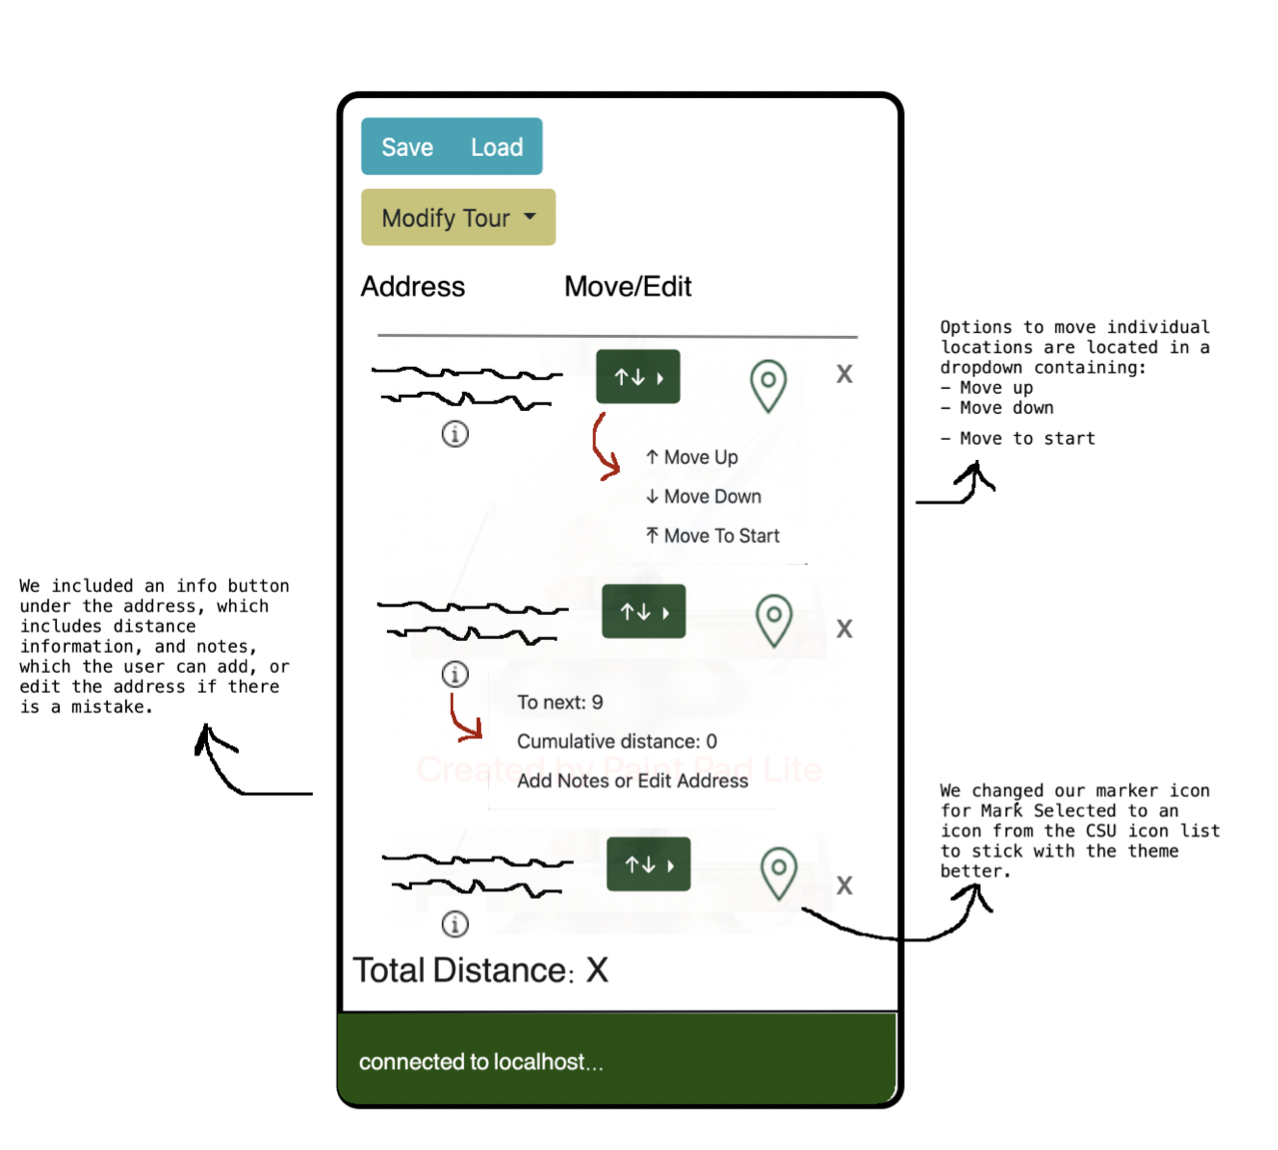 Save Load
Modify Tour
Address Move/Edit
X
↑ Move Up
↓ Move Down
Move To Start
X
To next: 9
Cumulative distance: 0
Created by Paint Pad Lite
Add Notes or Edit Address
X
Total Distance: X
connected to localhost...
Options to move individual
locations are located in a
dropdown containing:
– Move up
– Move down
– Move to start
We included an info button
under the address, which
includes distance
information, and notes,
which the user can add, or
edit the address if there
is a mistake.
We changed our marker icon
for Mark Selected to an
icon from the CSU icon list
to stick with the theme
better.